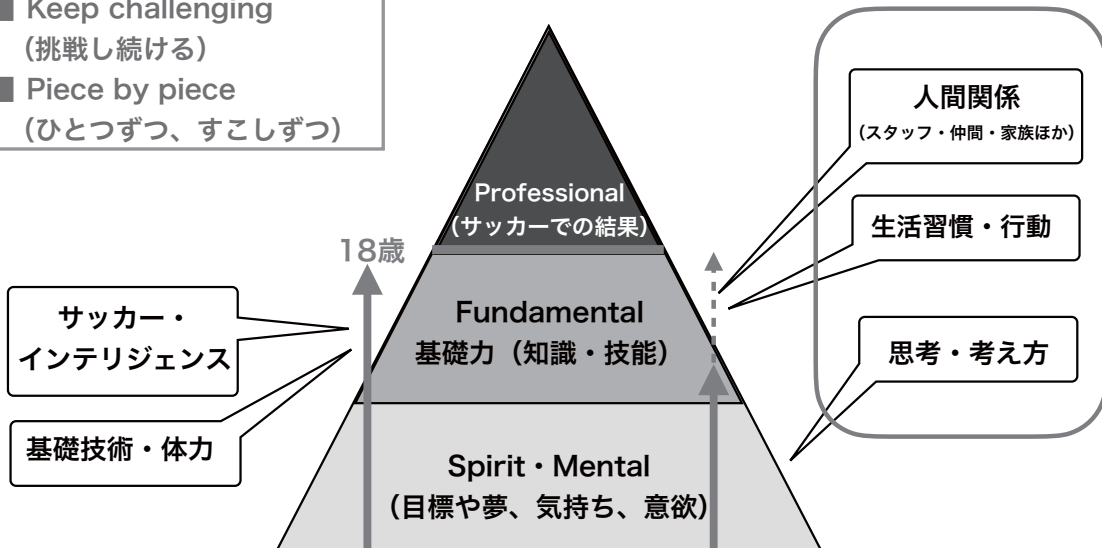 ■ Keep challenging
（挑戦し続ける）
■ Piece by piece
（ひとつずつ、すこしずつ）
人間関係
（スタッフ・仲間・家族ほか）
Professional
（サッカーでの結果）
生活習慣・行動
18歳
サッカー・
インテリジェンス
Fundamental
基礎力（知識・技能）
思考・考え方
基礎技術・体力
Spirit・Mental
（目標や夢、気持ち、意欲）